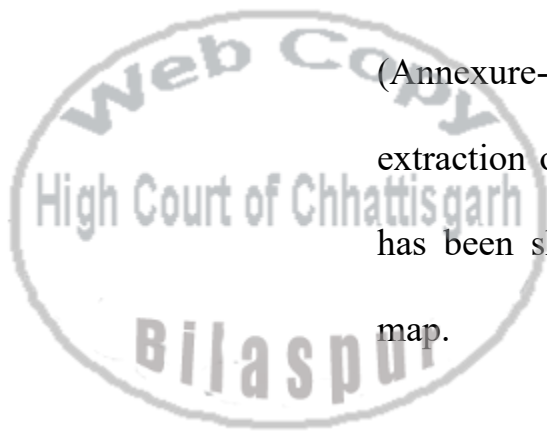 Web Copy
(Annexure-
extraction
High Court of Chhattisgarh
has been
Bilaspur
map.